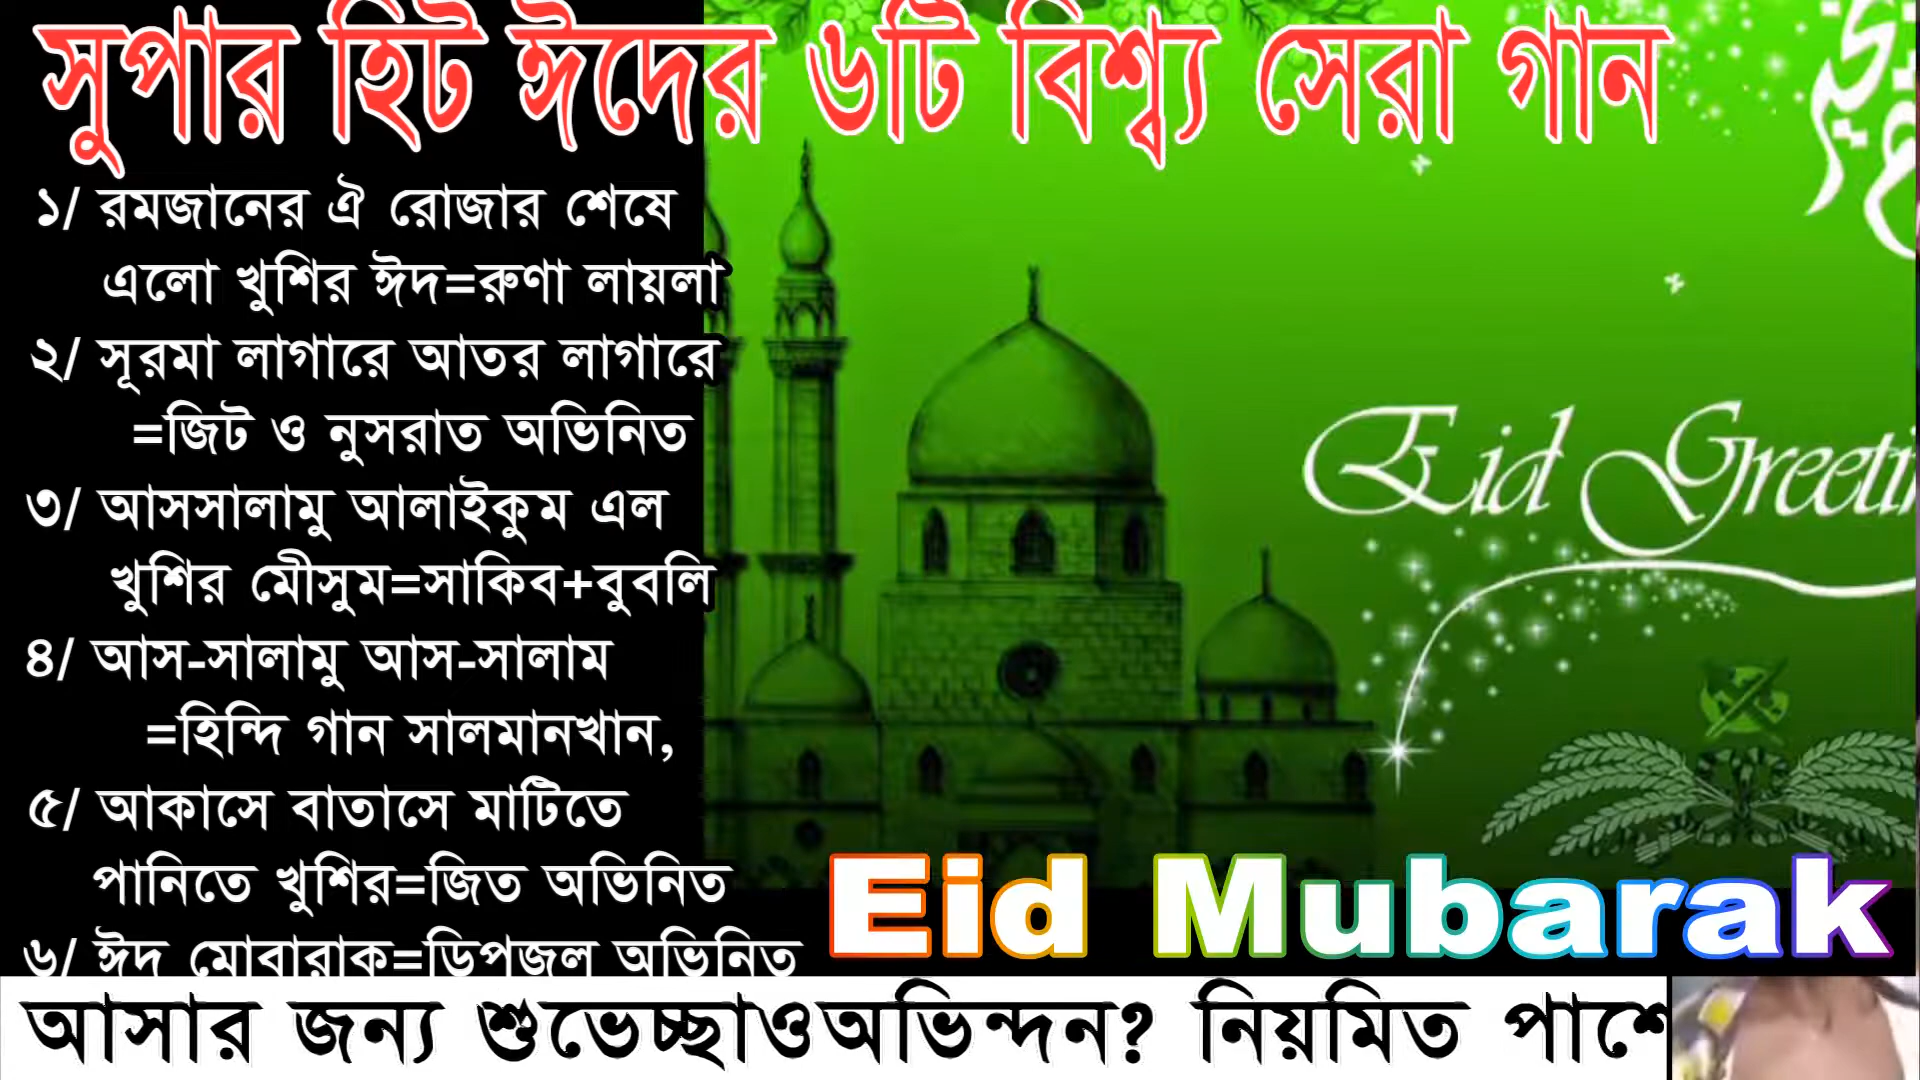 সুপার হিট ঈদের ৬টি বিশ্ব্য সেরা গান
১/ রমজানের ঐ রোজার শেষে
এলো খুশির ঈদ=রুণা লায়লা
২/ সূরমা লাগারে আতর লাগারে
=জিট ও নুসরাত অভিনিত
৩/ আসসালামু আলাইকুম এল
খুশির মৌসুম=সাকিব+বুবলি
৪/ আস-সালামু আস-সালাম
=হিন্দি গান সালমানখান,
৫/ আকাসে বাতাসে মাটিতে
পানিতে খুশির=জিত অভিনিত
৬/ ঈদ মোবারাক=ডিপজল অভিনিত
Eid Greeti
Eid Mubarak
আসার জন্য শুভেচ্ছাওঅভিন্দন? নিয়মিত পাশে